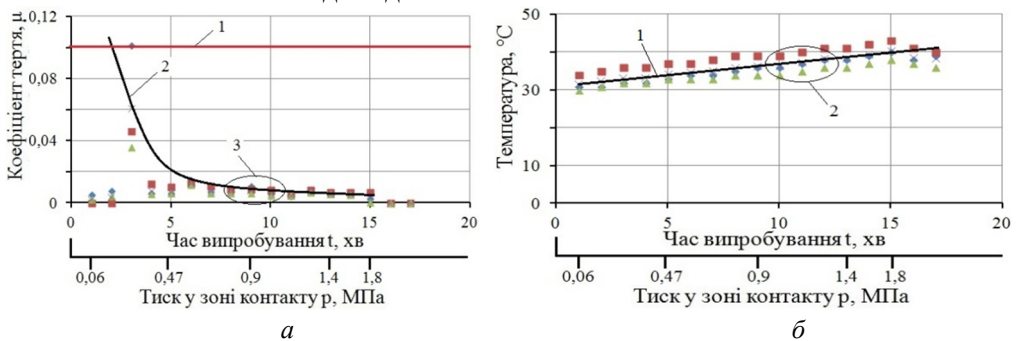 Коефіцієнт тертя, μ
0,12
0,08
0,04
0
1
2
3
0 5 10 15 20
Час випробування t, хв
0,06 0,47 0,9 1,4 1,8
Тиск у зоні контакту р, МПа
а
Температура, °С
50
30
10
0
1
2
0 5 10 15 20
Час випробування t, хв
0,06 0,47 0,9 1,4 1,8
Тиск у зоні контакту р, МПа
б